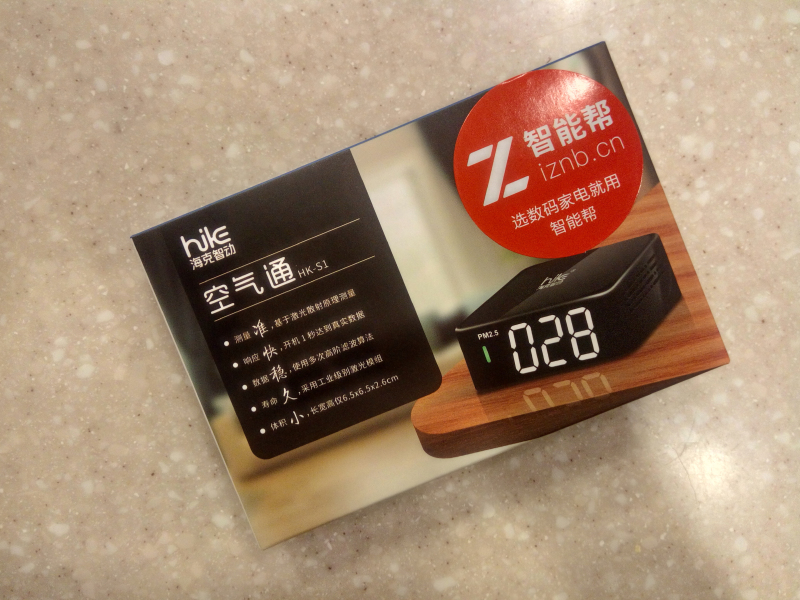 智能帮
iznb.cn
选数码家电就用
智能帮
hike
海克智动
空气通 HK-S1
测量 准，基于激光散射原理测量
响应 快，开机1秒达到真实数据
数据 稳，使用多次高阶滤波算法
寿命 久，采用工业级别激光模组
体积 小，长宽高仅6.5x6.5x2.6cm
hike
海克智动
PM2.5
028